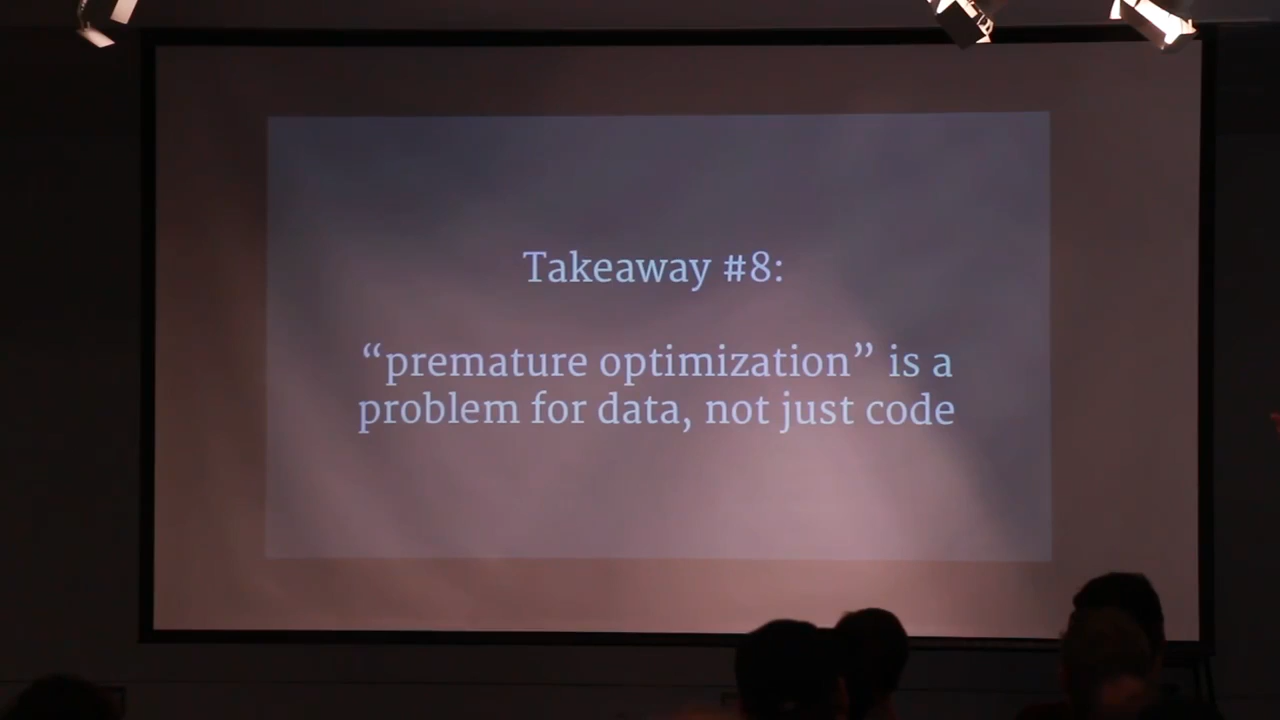 Takeaway #8:
“premature optimization” is a
problem for data, not just code